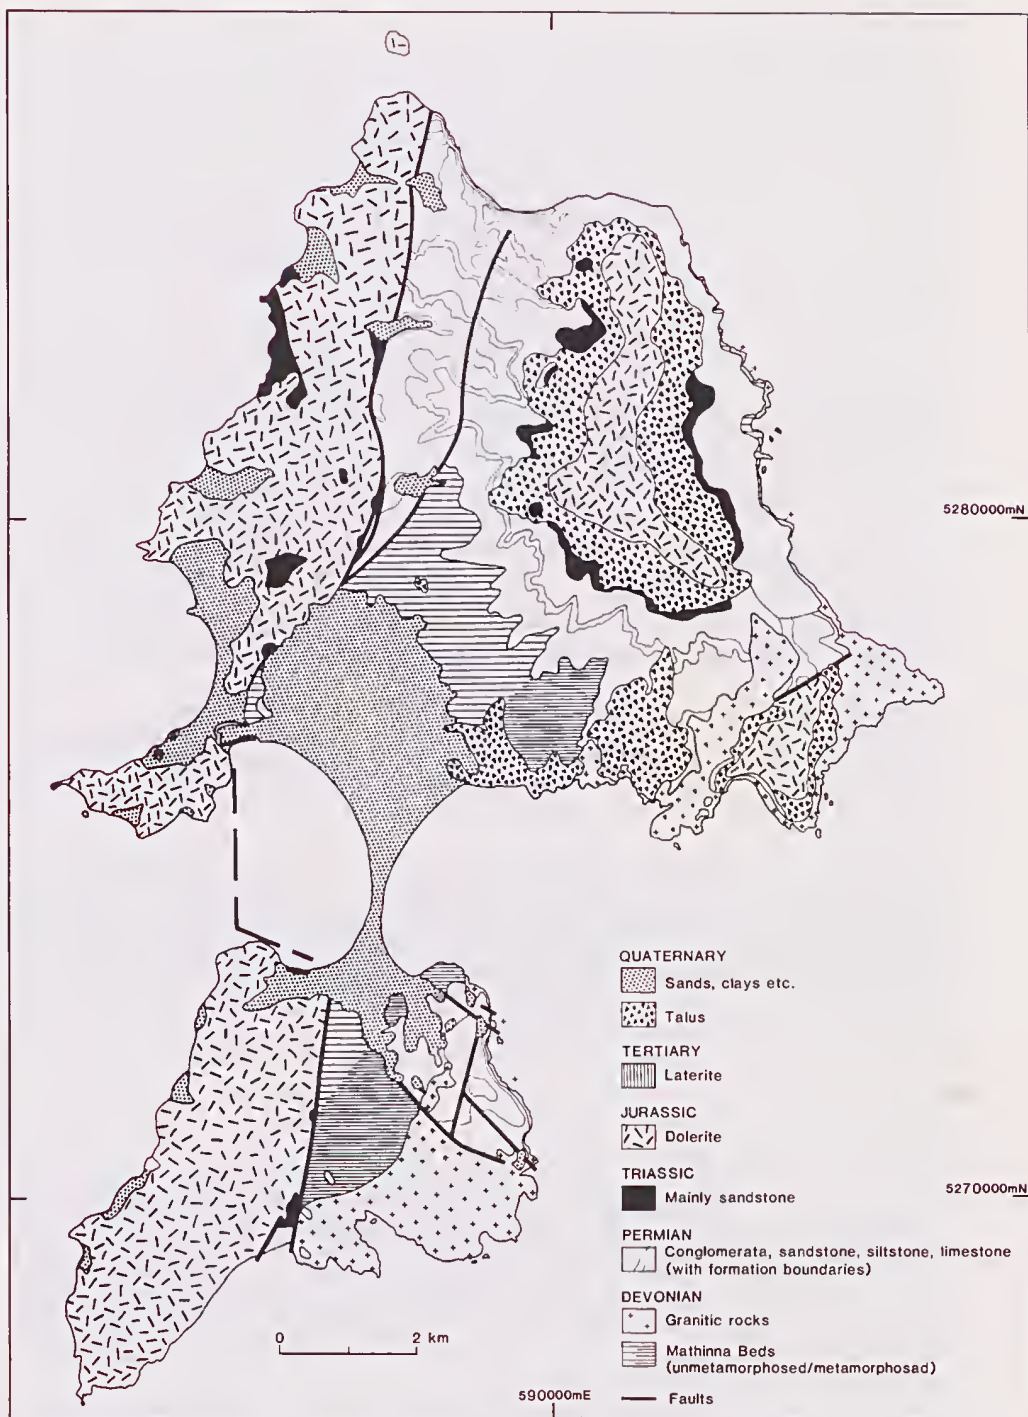 5280000mN
QUATERNARY
Sands, clays etc.
Talus
TERTIARY
Laterite
JURASSIC
Dolerite
TRIASSIC
Mainly sandstone
5270000mN
PERMIAN
Conglomerata, sandstone, siltstone, limestone
(with formation boundaries)
DEVONIAN
Granitic rocks
Mathinna Beds
(unmetamorphosed/metamorphosad)
Faults
0 2 km
590000mE